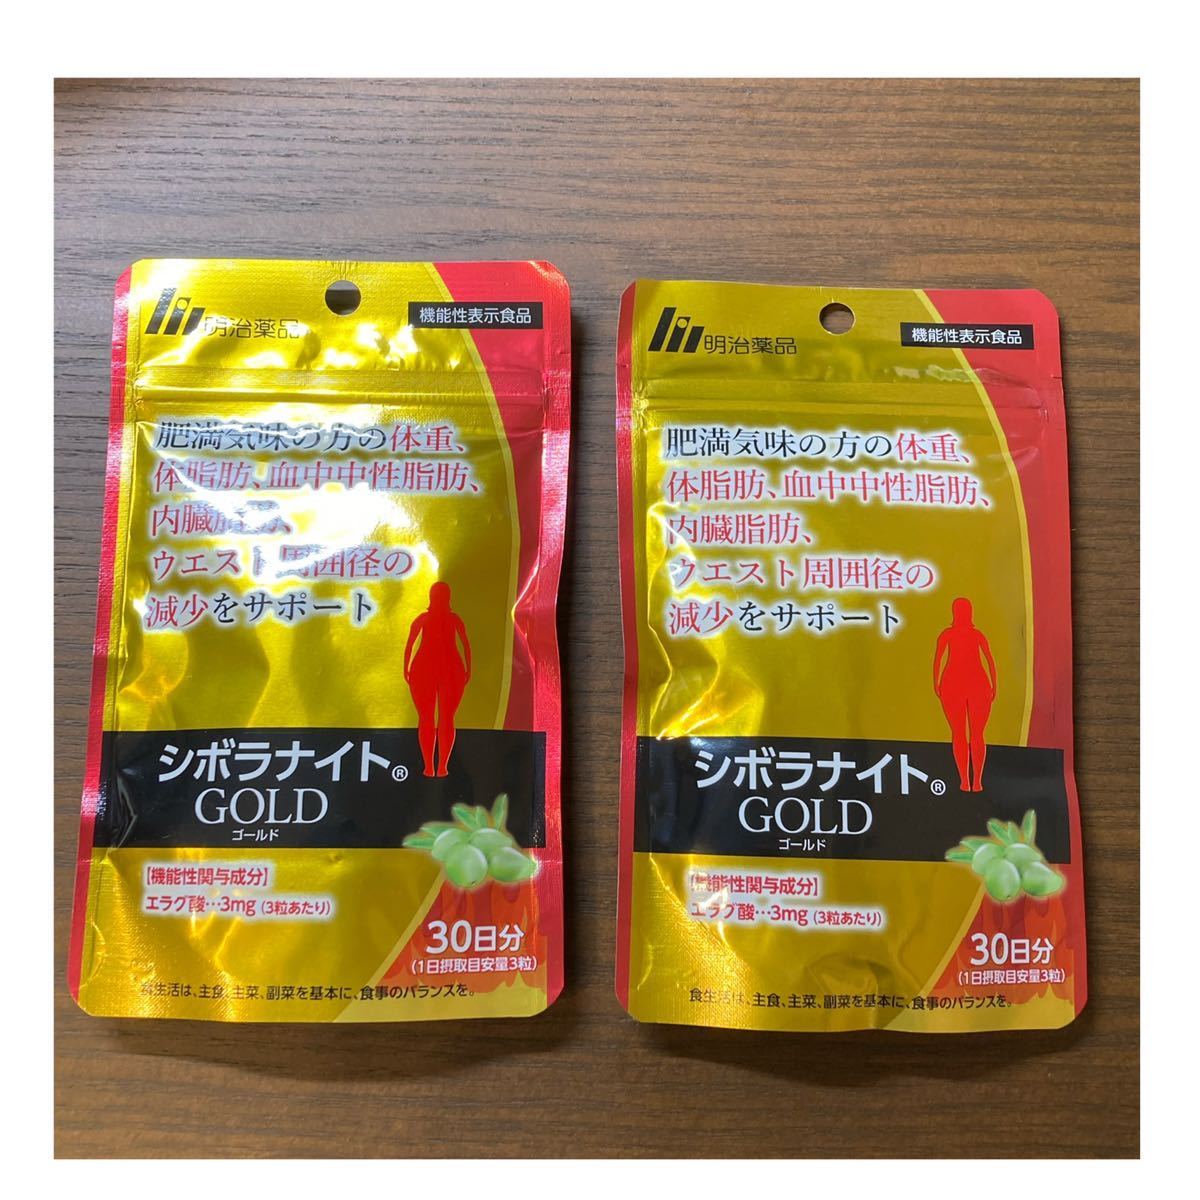 明治薬品
機能性表示食品
肥満気味の方の体重、
体脂肪、血中中性脂肪、
内臓脂肪、
ウエスト周囲径の
減少をサポート
シボラナイト®
GOLD
ゴールド
【機能性関与成分】
エラグ酸…3mg (3粒あたり)
30日分
(1日摂取目安量3粒)
食生活は、主食、主菜、副菜を基本に、食事のバランスを。
明治薬品
機能性表示食品
肥満気味の方の体重、
体脂肪、血中中性脂肪、
内臓脂肪、
ウエスト周囲径の
減少をサポート
シボラナイト®
GOLD
ゴールド
【機能性関与成分】
エラグ酸…3mg (3粒あたり)
30日分
(1日摂取目安量3粒)
食生活は、主食、主菜、副菜を基本に、食事のバランスを。